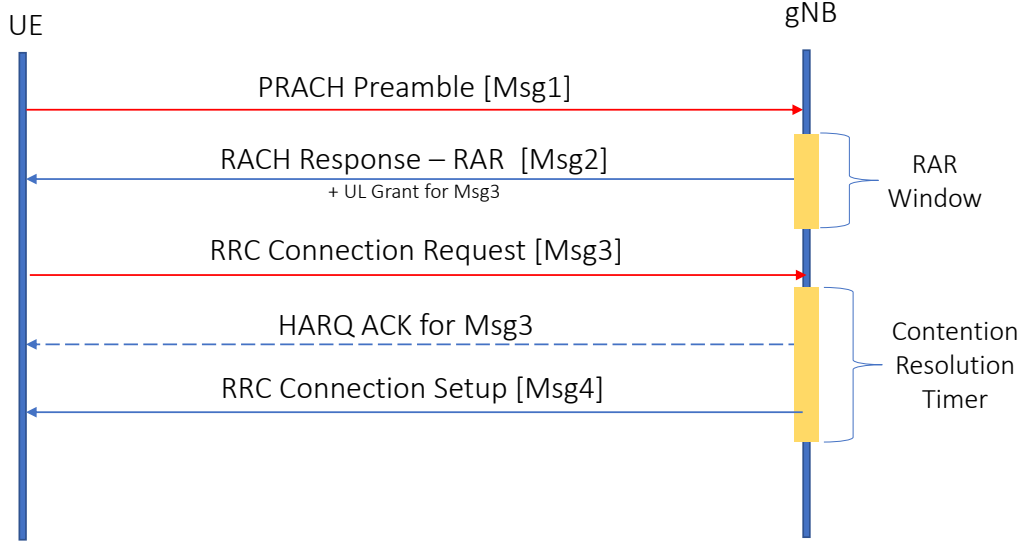 UE
gNB
PRACH Preamble [Msg1]
RACH Response – RAR [Msg2]
+ UL Grant for Msg3
RAR
Window
RRC Connection Request [Msg3]
HARQ ACK for Msg3
RRC Connection Setup [Msg4]
Contention
Resolution
Timer